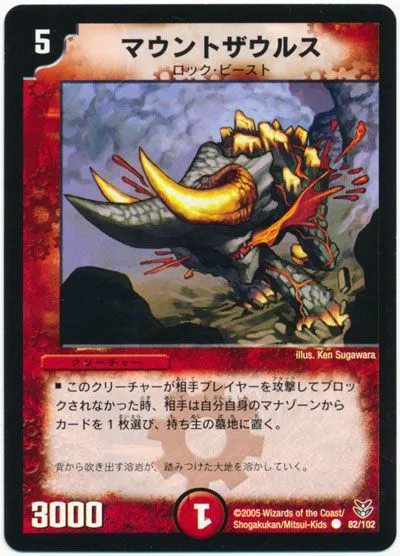 5
マウントザウルス
ロック・ビースト
illus. Ken Sugawara
クリーチャー
■ このクリーチャーが相手プレイヤーを攻撃してブロックされなかった時、相手は自分自身のマナゾーンからカードを1枚選び、持ち主の墓地に置く。
背から吹き出す溶岩が、踏みつけた大地を溶かしていく。
3000
1
©2005 Wizards of the Coast/
Shogakukan/Mitsui-Kids ● 82/102